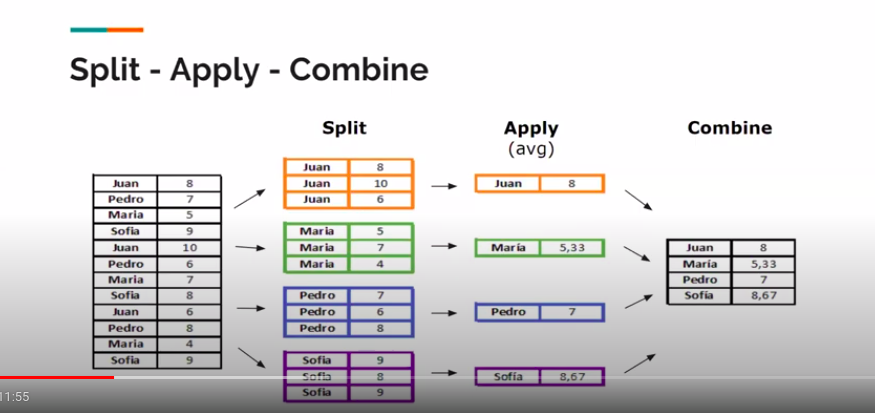 Split - Apply - Combine
Split
Apply
(avg)
Combine
Juan 8
Pedro 7
Maria 5
Sofia 9
Juan 10
Pedro 6
Maria 7
Sofia 8
Juan 6
Pedro 8
Maria 4
Sofia 9
Juan 8
Juan 10
Juan 6
Maria 5
Maria 7
Maria 4
Pedro 7
Pedro 6
Pedro 8
Sofia 9
Sofia 8
Sofia 9
Juan 8
María 5,33
Pedro 7
Sofía 8,67
Juan 8
María 5,33
Pedro 7
Sofía 8,67
11:55